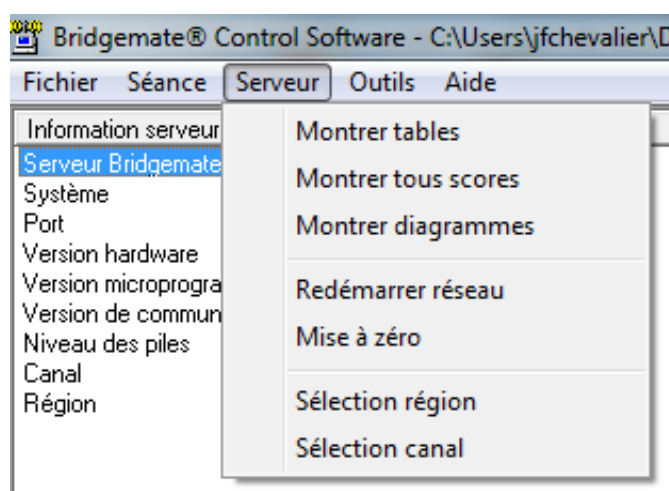 Bridgemate® Control Software - C:\Users\jfchevalier\D
Fichier Séance Serveur Outils Aide
Information serveur
Serveur Bridgemate
Système
Port
Version hardware
Version microprogra
Version de commun
Niveau des piles
Canal
Région
Montrer tables
Montrer tous scores
Montrer diagrammes
Redémarrer réseau
Mise à zéro
Sélection région
Sélection canal